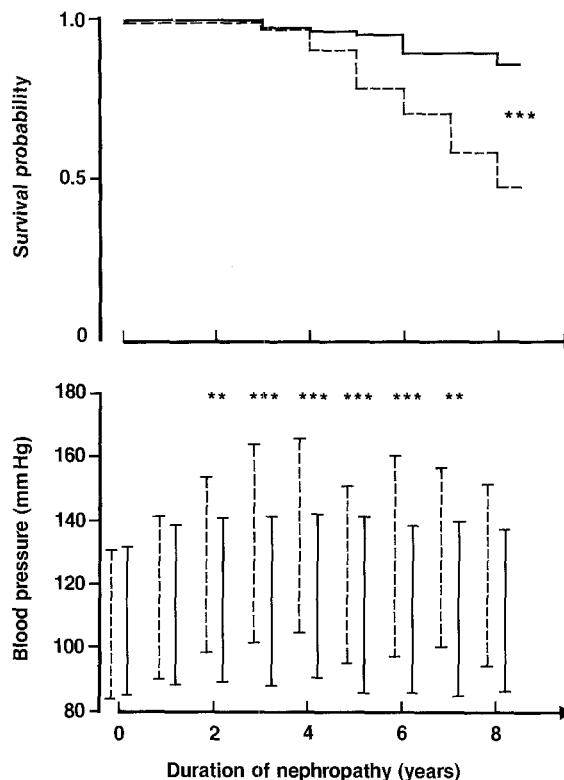 Survival probability
1.0
0.5
0
***
Blood pressure (mm Hg)
180
160
140
120
100
80
** *** *** *** *** **
0 2 4 6 8
Duration of nephropathy (years)